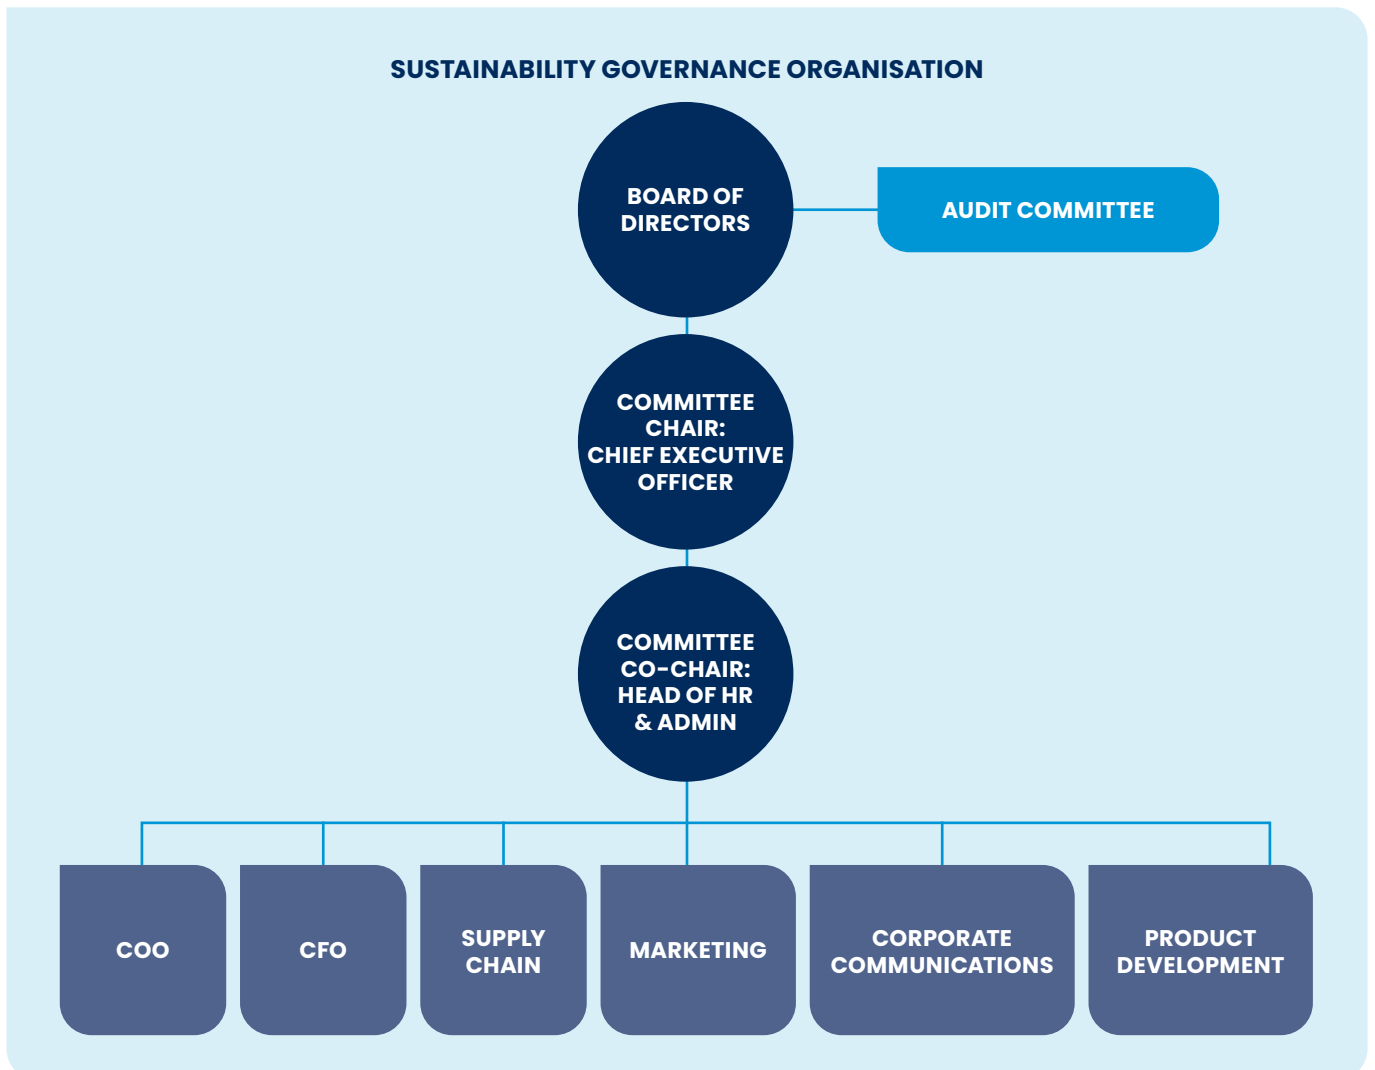 SUSTAINABILITY GOVERNANCE ORGANISATION
BOARD OF
DIRECTORS
AUDIT COMMITTEE
COMMITTEE
CHAIR:
CHIEF EXECUTIVE
OFFICER
COMMITTEE
CO-CHAIR:
HEAD OF HR
& ADMIN
COO
CFO
SUPPLY
CHAIN
MARKETING
CORPORATE
COMMUNICATIONS
PRODUCT
DEVELOPMENT